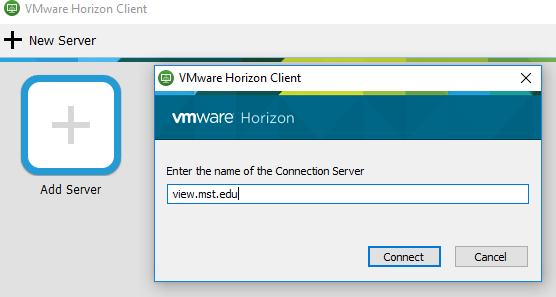 VMware Horizon Client
New Server
Add Server
VMware Horizon Client
vmware Horizon
Enter the name of the Connection Server
view.mst.edu
Connect
Cancel